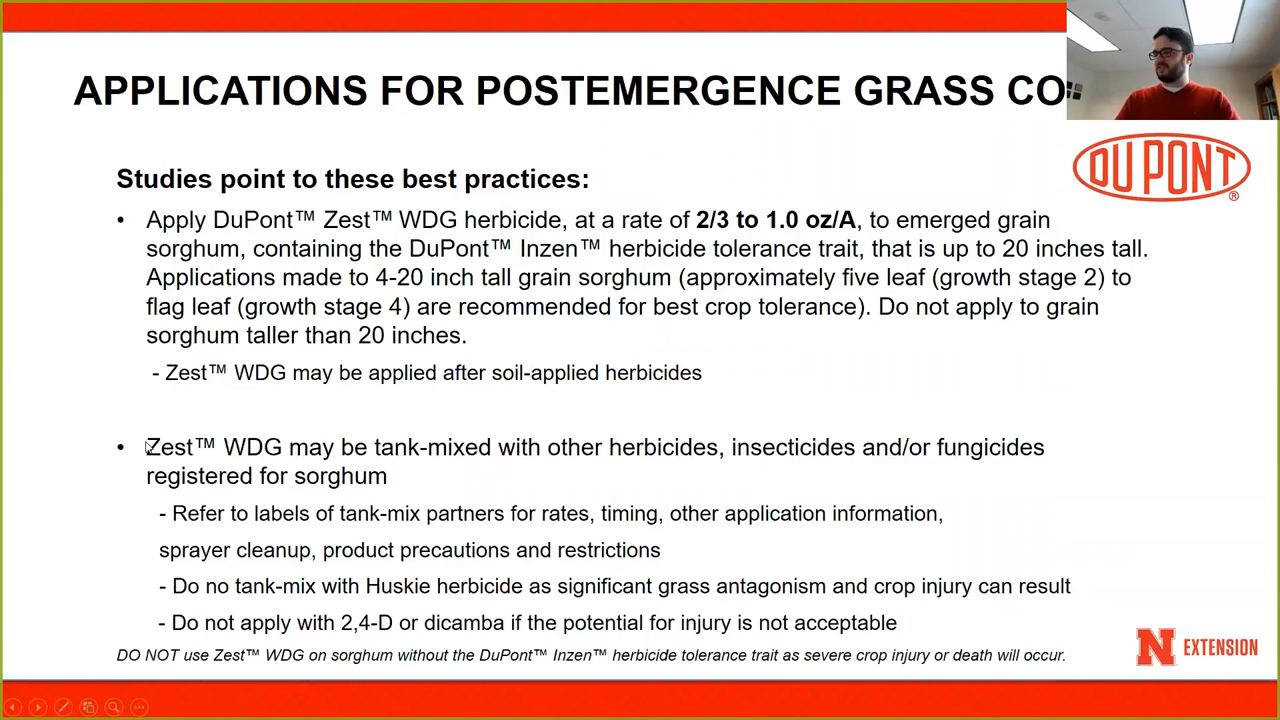 APPLICATIONS FOR POSTEMERGENCE GRASS CO
DUPONT®
Studies point to these best practices:
• Apply DuPont™ Zest™ WDG herbicide, at a rate of 2/3 to 1.0 oz/A, to emerged grain
sorghum, containing the DuPont™ Inzen™ herbicide tolerance trait, that is up to 20 inches tall.
Applications made to 4-20 inch tall grain sorghum (approximately five leaf (growth stage 2) to
flag leaf (growth stage 4) are recommended for best crop tolerance). Do not apply to grain
sorghum taller than 20 inches.
- Zest™ WDG may be applied after soil-applied herbicides
• Zest™ WDG may be tank-mixed with other herbicides, insecticides and/or fungicides
registered for sorghum
- Refer to labels of tank-mix partners for rates, timing, other application information,
sprayer cleanup, product precautions and restrictions
- Do no tank-mix with Huskie herbicide as significant grass antagonism and crop injury can result
- Do not apply with 2,4-D or dicamba if the potential for injury is not acceptable
DO NOT use Zest™ WDG on sorghum without the DuPont™ Inzen™ herbicide tolerance trait as severe crop injury or death will occur.
N EXTENSION